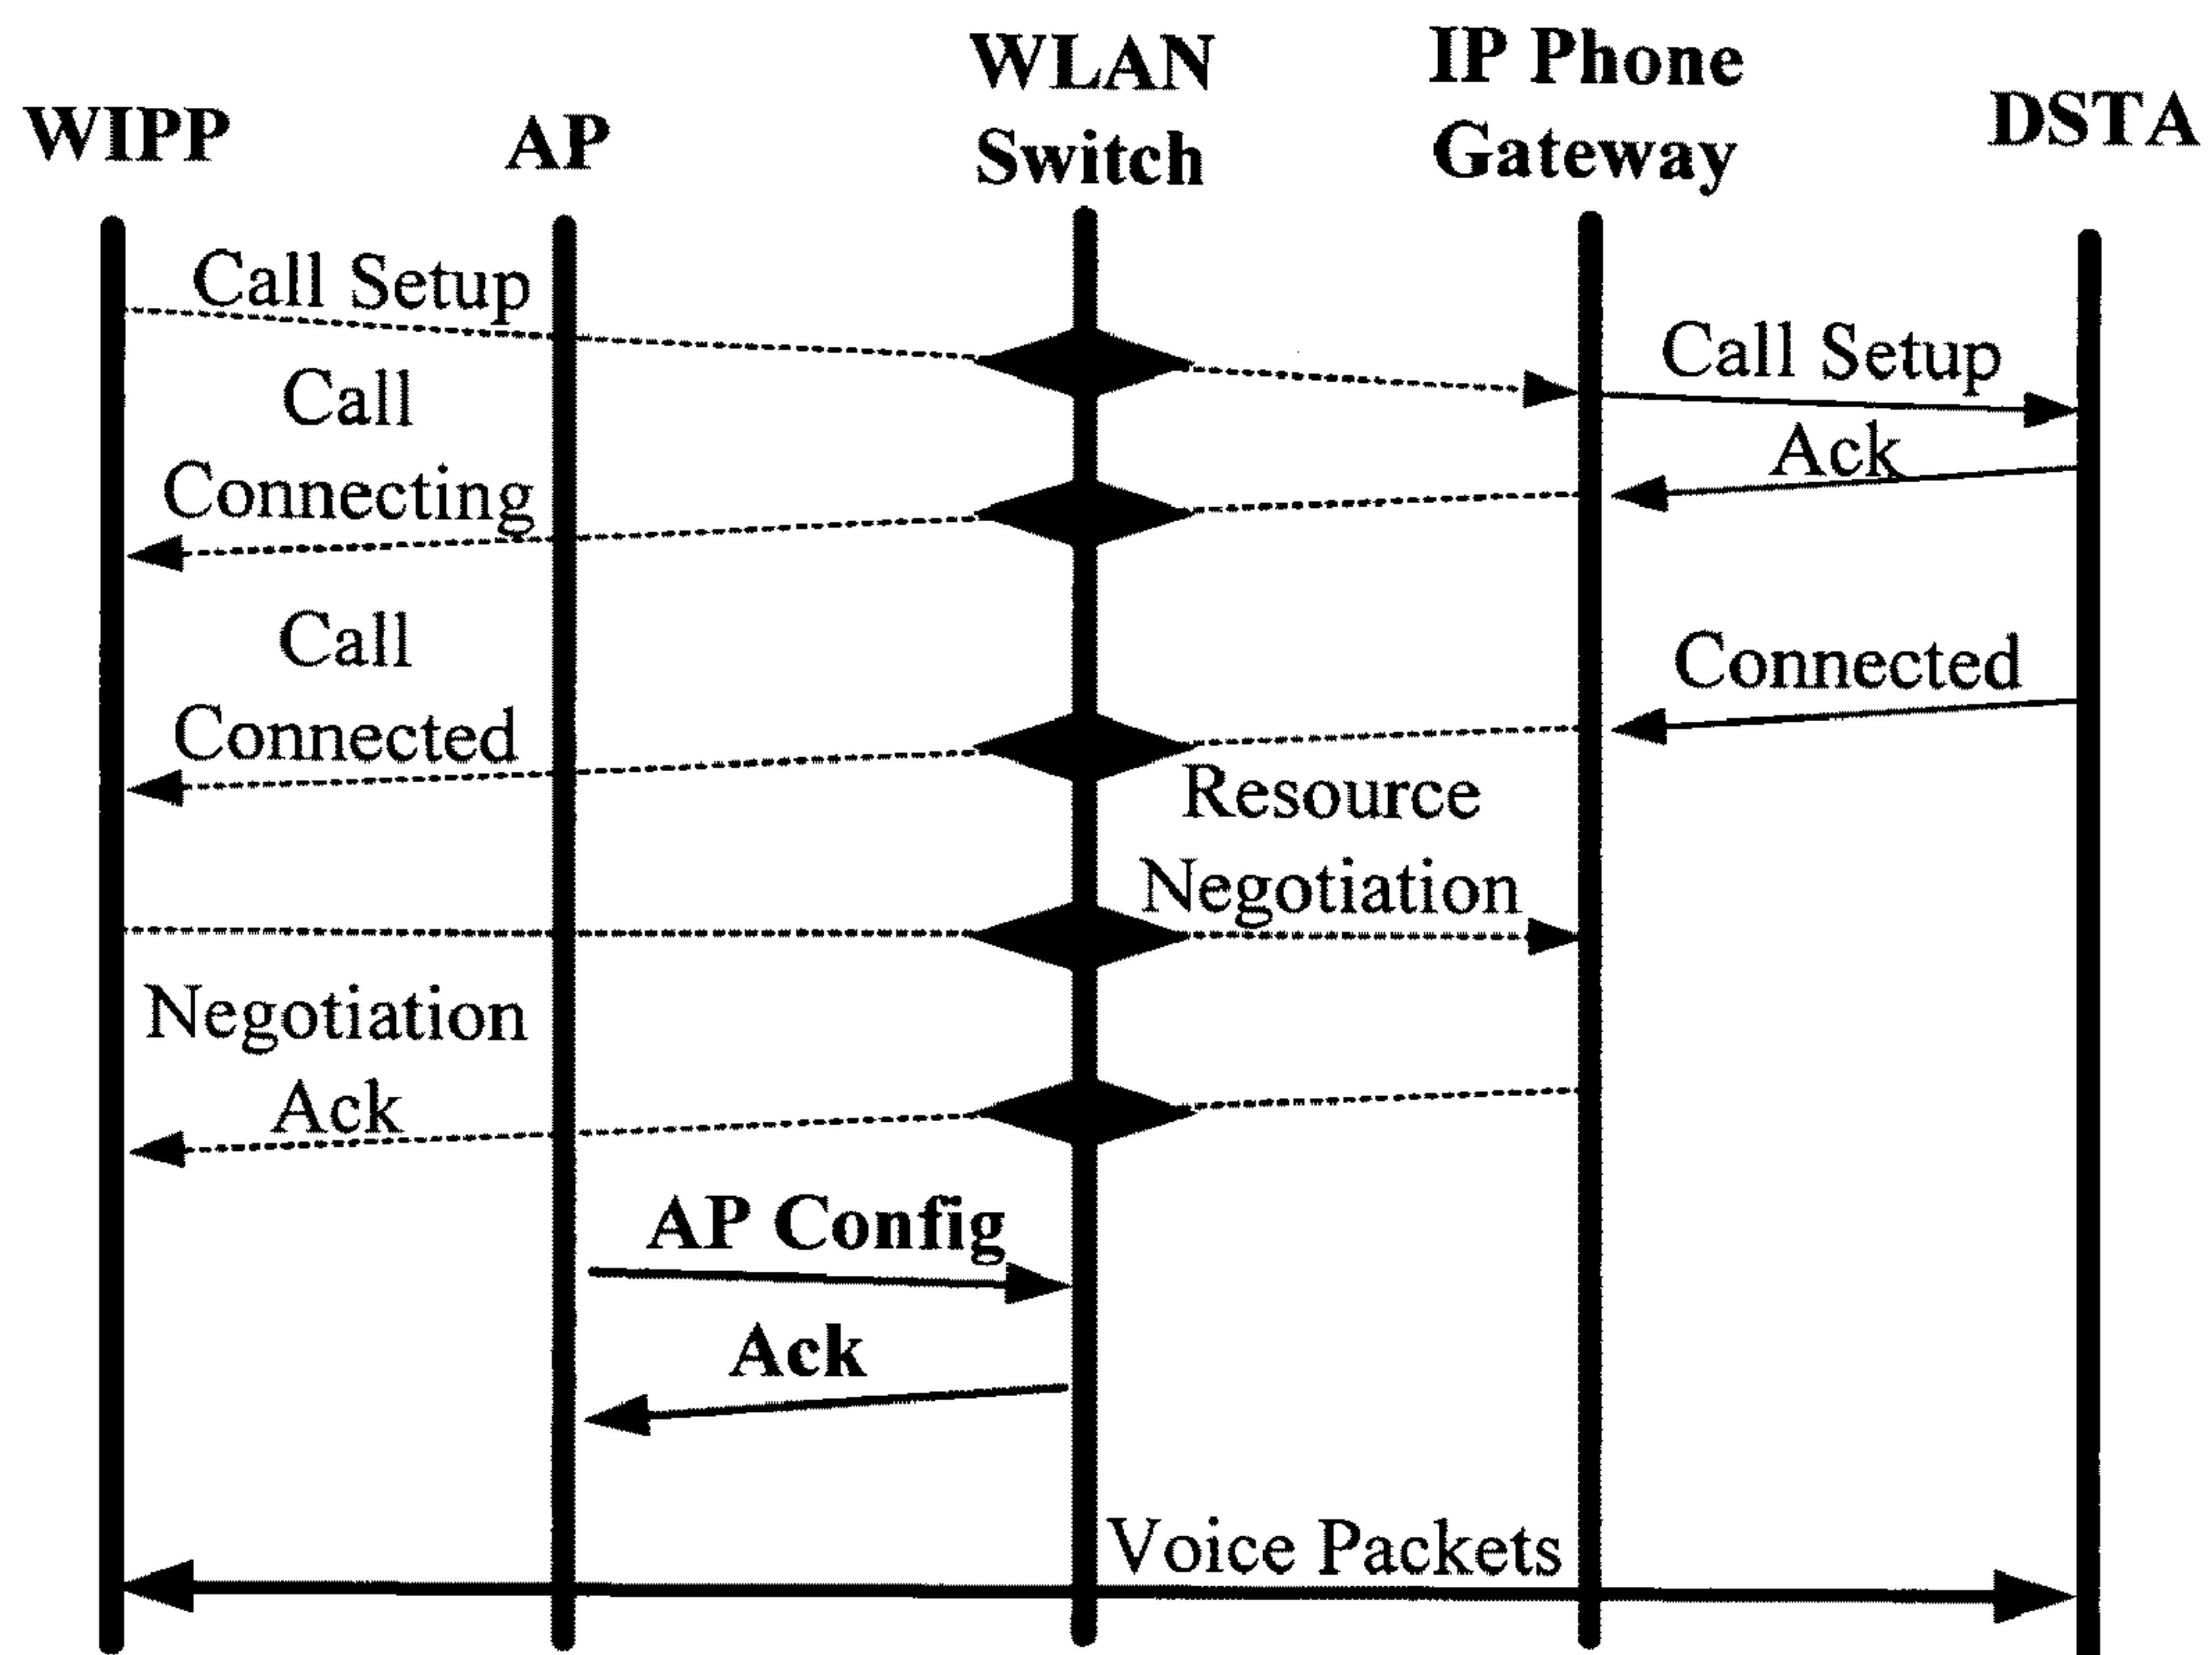 WIPP
AP
WLAN
Switch
IP Phone
Gateway
DSTA
Call Setup
Call Setup
Call
Connecting
Ack
Call
Connected
Connected
Resource
Negotiation
Negotiation
Ack
AP Config
Ack
Voice Packets